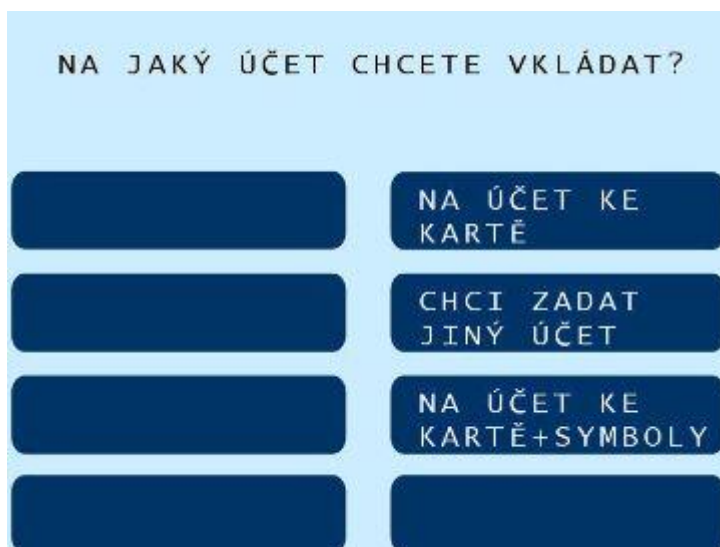 NA JAKÝ ÚČET CHCETE VKLÁDAT?
NA ÚČET KE
KARTĚ
CHCI ZADAT
JINÝ ÚČET
NA ÚČET KE
KARTĚ+SYMBOLY